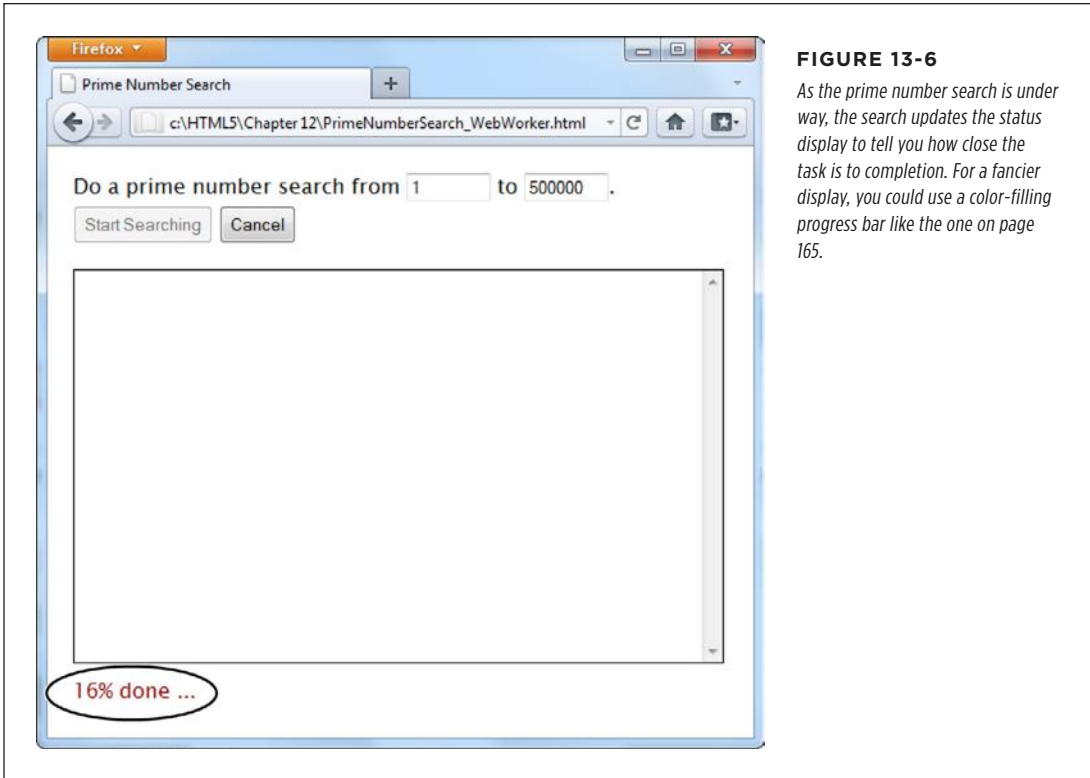 Firefox
Prime Number Search
c:\HTML5\Chapter 12\PrimeNumberSearch_WebWorker.html
Do a prime number search from 1 to 500000 .
Start Searching Cancel
16% done ...
FIGURE 13-6
As the prime number search is under
way, the search updates the status
display to tell you how close the
task is to completion. For a fancier
display, you could use a color-filling
progress bar like the one on page
165.